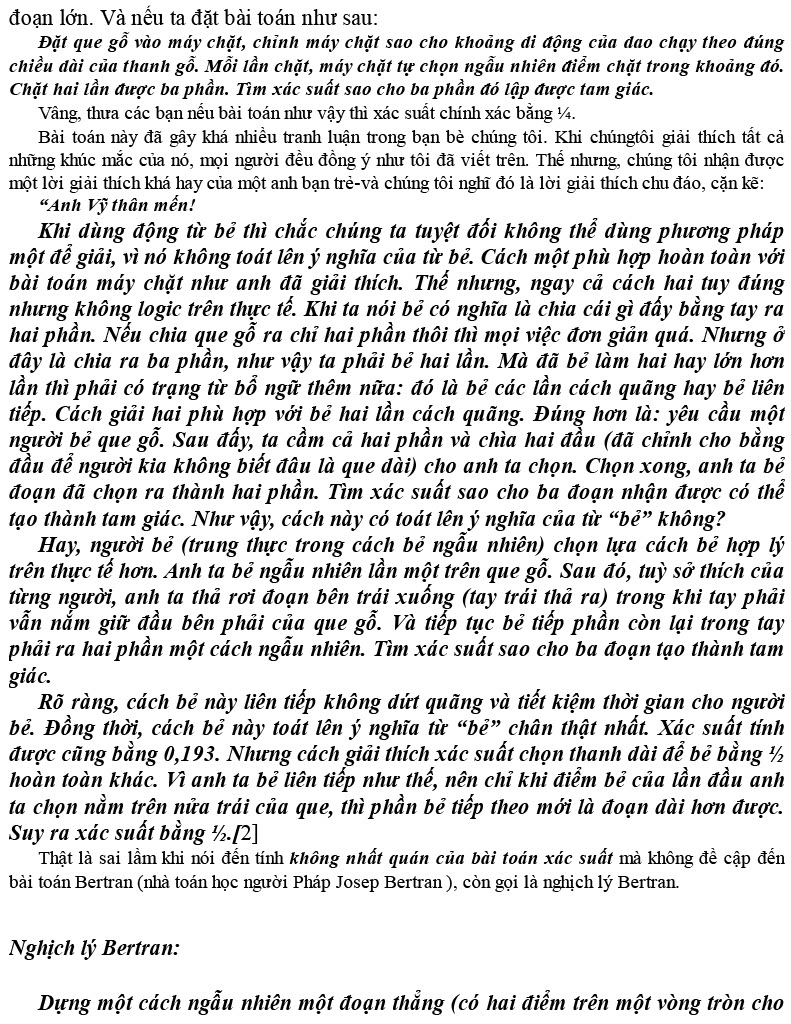 đoạn lớn. Và nếu ta đặt bài toán như sau:
Đặt que gỗ vào máy chặt, chỉnh máy chặt sao cho khoảng di động của dao chạy theo đúng
chiều dài của thanh gỗ. Mỗi lần chặt, máy chặt tự chọn ngẫu nhiên điểm chặt trong khoảng đó.
Chặt hai lần được ba phần. Tìm xác suất sao cho ba phần đó lập được tam giác.
Vâng, thưa các bạn nếu bài toán như vậy thì xác suất chính xác bằng ¼.
Bài toán này đã gây khá nhiều tranh luận trong bạn bè chúng tôi. Khi chúngtôi giải thích tất cả
những khúc mắc của nó, mọi người đều đồng ý như tôi đã viết trên. Thế nhưng, chúng tôi nhận được
một lời giải thích khá hay của một anh bạn trẻ-và chúng tôi nghĩ đó là lời giải thích chu đáo, cặn kẽ:
“Anh Vỹ thân mến!
Khi dùng động từ bẻ thì chắc chúng ta tuyệt đối không thể dùng phương pháp
một để giải, vì nó không toát lên ý nghĩa của từ bẻ. Cách một phù hợp hoàn toàn với
bài toán máy chặt như anh đã giải thích. Thế nhưng, ngay cả cách hai tuy đúng
nhưng không logic trên thực tế. Khi ta nói bẻ có nghĩa là chia cái gì đấy bằng tay ra
hai phần. Nếu chia que gỗ ra chỉ hai phần thôi thì mọi việc đơn giản quá. Nhưng ở
đây là chia ra ba phần, như vậy ta phải bẻ hai lần. Mà đã bẻ làm hai hay lớn hơn
lần thì phải có trạng từ bổ ngữ thêm nữa: đó là bẻ các lần cách quãng hay bẻ liên
tiếp. Cách giải hai phù hợp với bẻ hai lần cách quãng. Đúng hơn là: yêu cầu một
người bẻ que gỗ. Sau đấy, ta cầm cả hai phần và chìa hai đầu (đã chỉnh cho bằng
đầu để người kia không biết đâu là que dài) cho anh ta chọn. Chọn xong, anh ta bẻ
đoạn đã chọn ra thành hai phần. Tìm xác suất sao cho ba đoạn nhận được có thể
tạo thành tam giác. Như vậy, cách này có toát lên ý nghĩa của từ “bẻ” không?
Hay, người bẻ (trung thực trong cách bẻ ngẫu nhiên) chọn lựa cách bẻ hợp lý
trên thực tế hơn. Anh ta bẻ ngẫu nhiên lần một trên que gỗ. Sau đó, tuỳ sở thích của
từng người, anh ta thả rơi đoạn bên trái xuống (tay trái thả ra) trong khi tay phải
vẫn nắm giữ đầu bên phải của que gỗ. Và tiếp tục bẻ tiếp phần còn lại trong tay
phải ra hai phần một cách ngẫu nhiên. Tìm xác suất sao cho ba đoạn tạo thành tam
giác.
Rõ ràng, cách bẻ này liên tiếp không dứt quãng và tiết kiệm thời gian cho người
bẻ. Đồng thời, cách bẻ này toát lên ý nghĩa từ “bẻ” chân thật nhất. Xác suất tính
được cũng bằng 0,193. Nhưng cách giải thích xác suất chọn thanh dài để bẻ bằng ½
hoàn toàn khác. Vì anh ta bẻ liên tiếp như thế, nên chỉ khi điểm bẻ của lần đầu anh
ta chọn nằm trên nửa trái của que, thì phần bẻ tiếp theo mới là đoạn dài hơn được.
Suy ra xác suất bằng ½.[2]
Thật là sai lầm khi nói đến tính không nhất quán của bài toán xác suất mà không đề cập đến
bài toán Bertran (nhà toán học người Pháp Josep Bertran ), còn gọi là nghịch lý Bertran.
Nghịch lý Bertran:
Dựng một cách ngẫu nhiên một đoạn thẳng (có hai điểm trên một vòng tròn cho